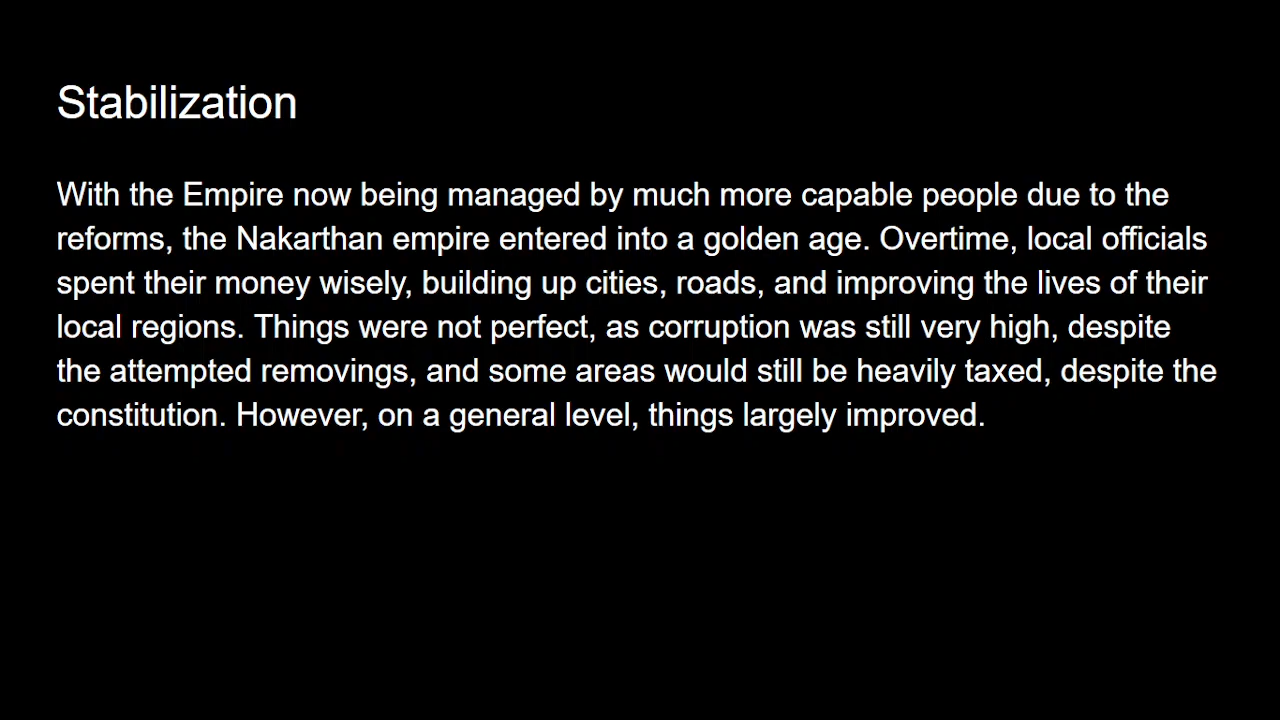 Stabilization
With the Empire now being managed by much more capable people due to the
reforms, the Nakarthan empire entered into a golden age. Overtime, local officials
spent their money wisely, building up cities, roads, and improving the lives of their
local regions. Things were not perfect, as corruption was still very high, despite
the attempted removings, and some areas would still be heavily taxed, despite the
constitution. However, on a general level, things largely improved.